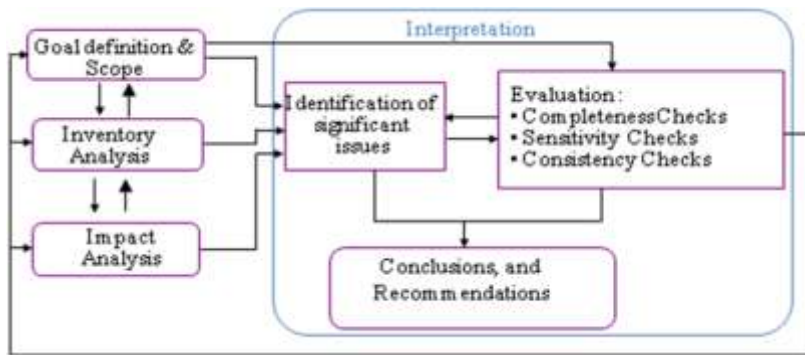 Interpretation
Goal definition &
Scope
Inventory
Analysis
Impact
Analysis
Identification of
significant
issues
Evaluation:
• CompletenessChecks
• Sensitivity Checks
• Consistency Checks
Conclusions, and
Recommendations